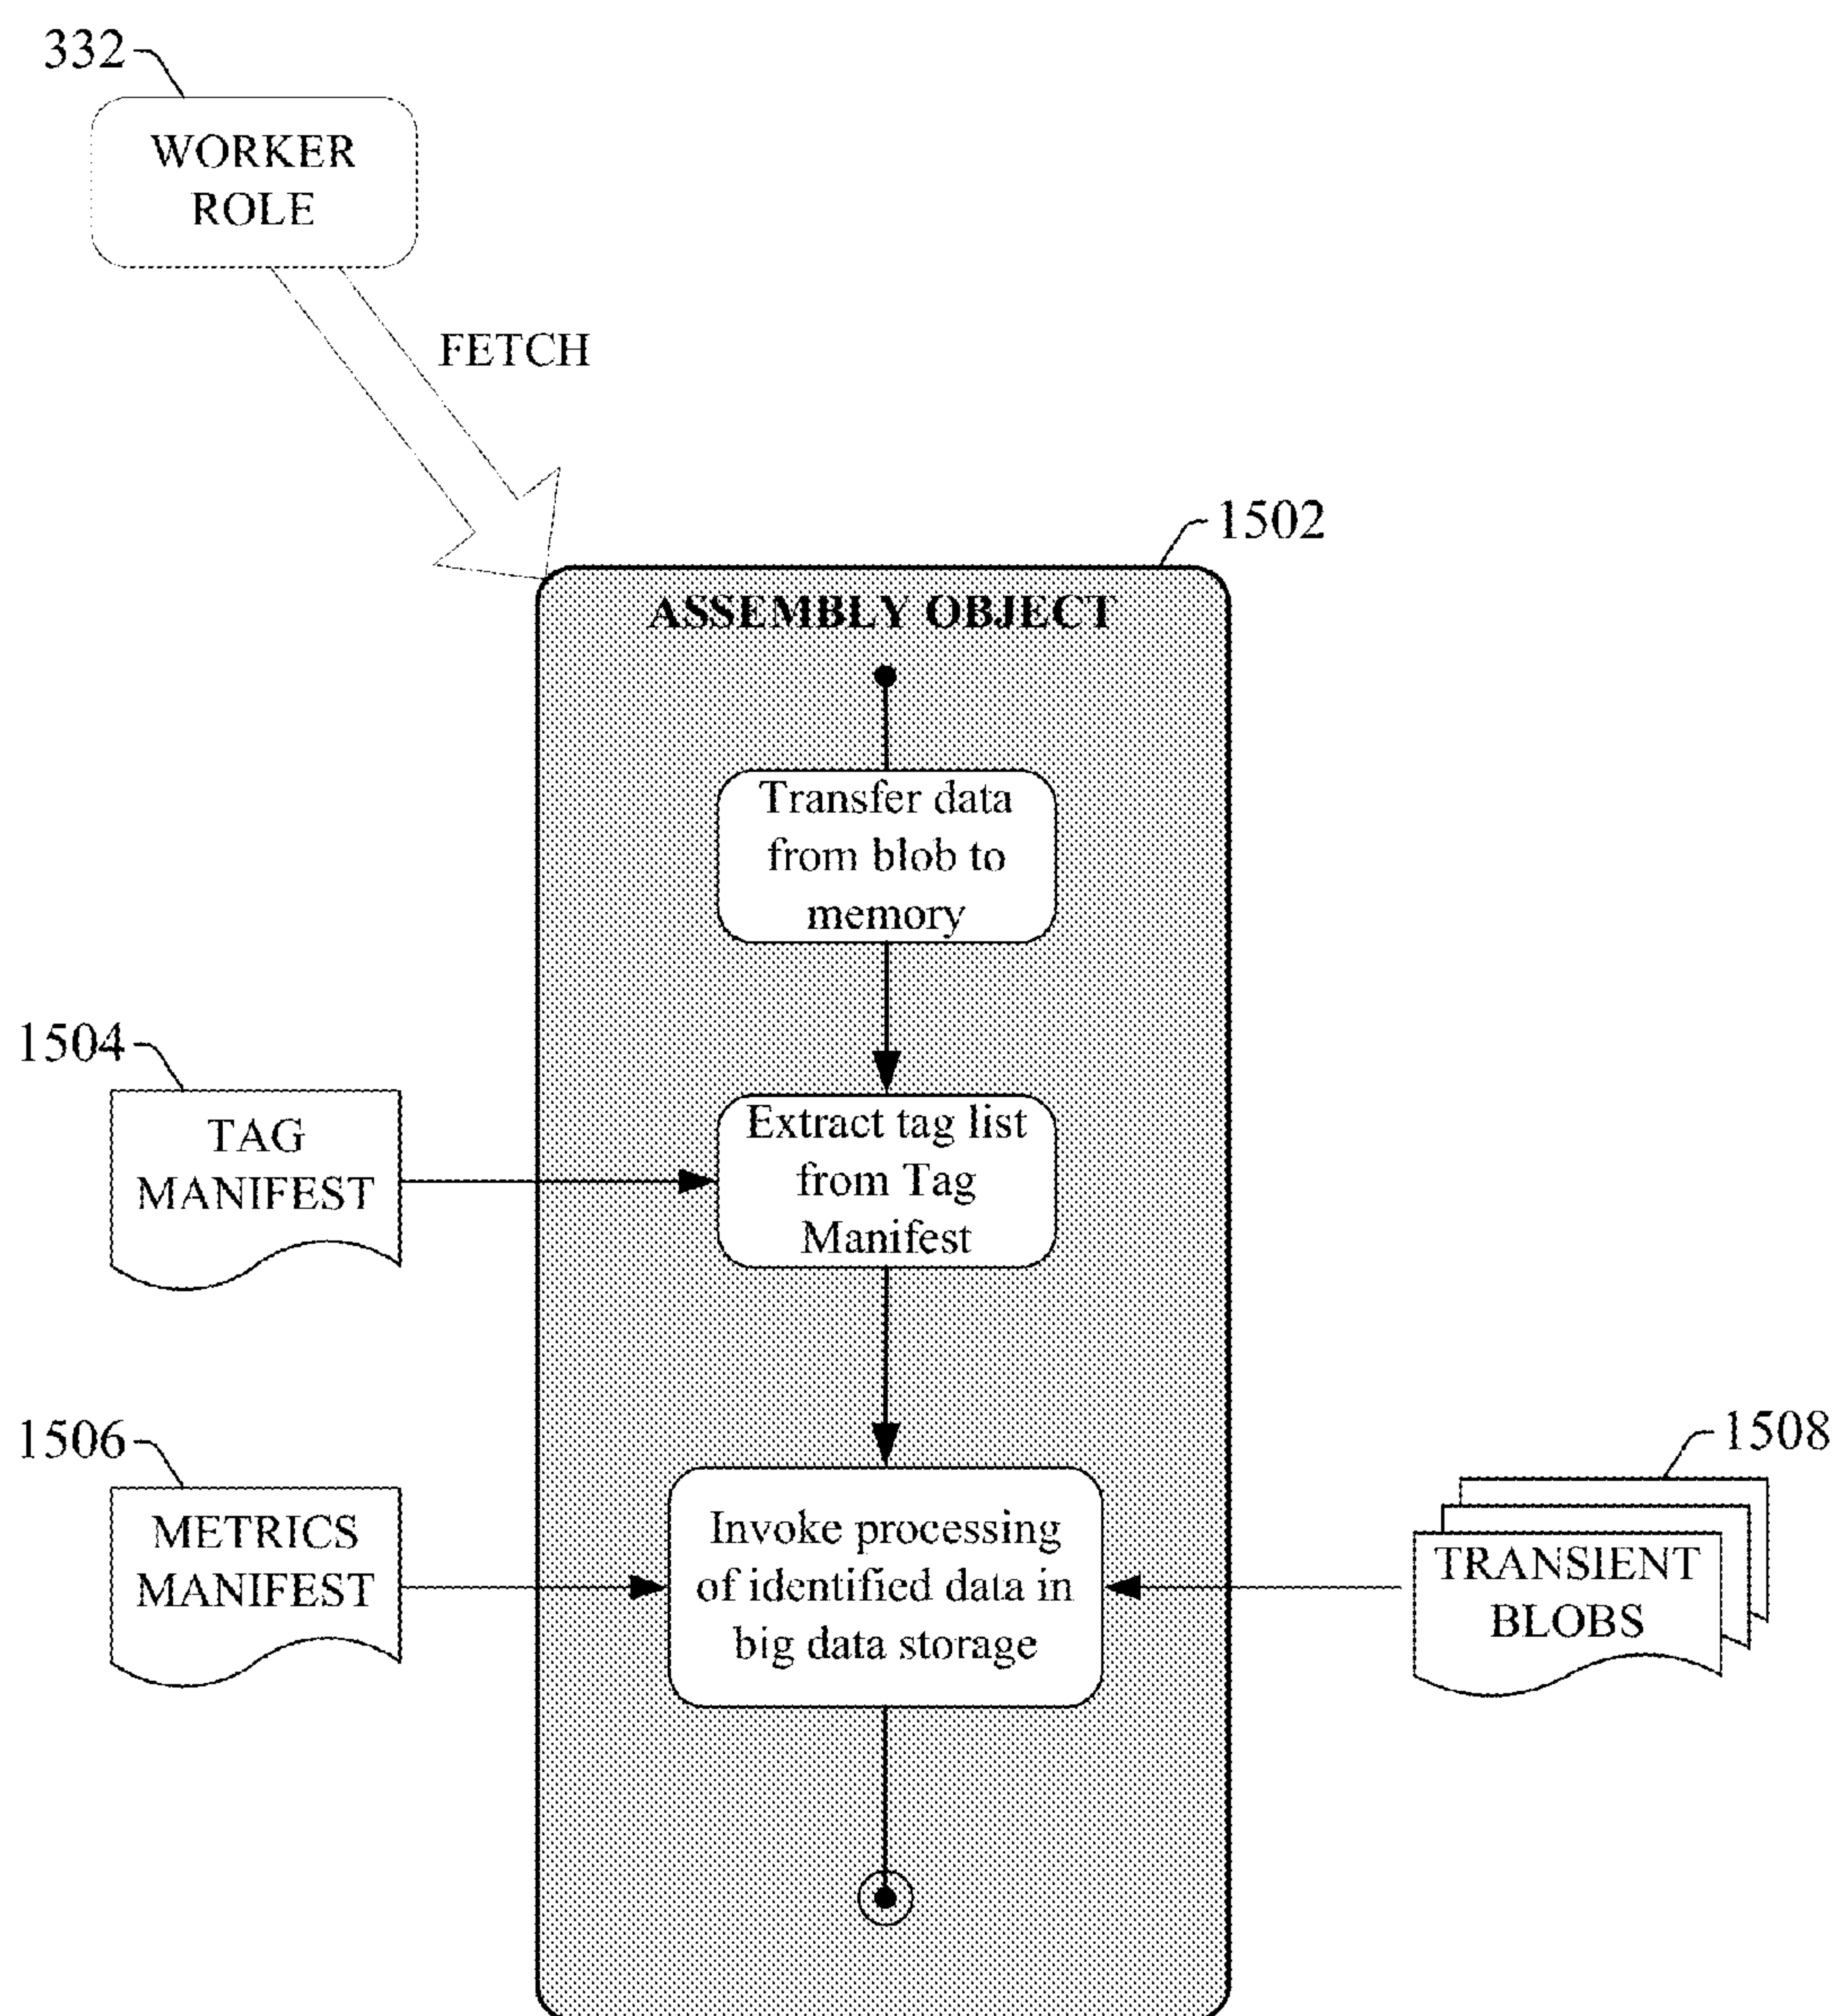 332
WORKER
ROLE
FETCH
1502
ASSEMBLY OBJECT
Transfer data
from blob to
memory
1504
TAG
MANIFEST
Extract tag list
from Tag
Manifest
1506
METRICS
MANIFEST
Invoke processing
of identified data in
big data storage
1508
TRANSIENT
BLOBS